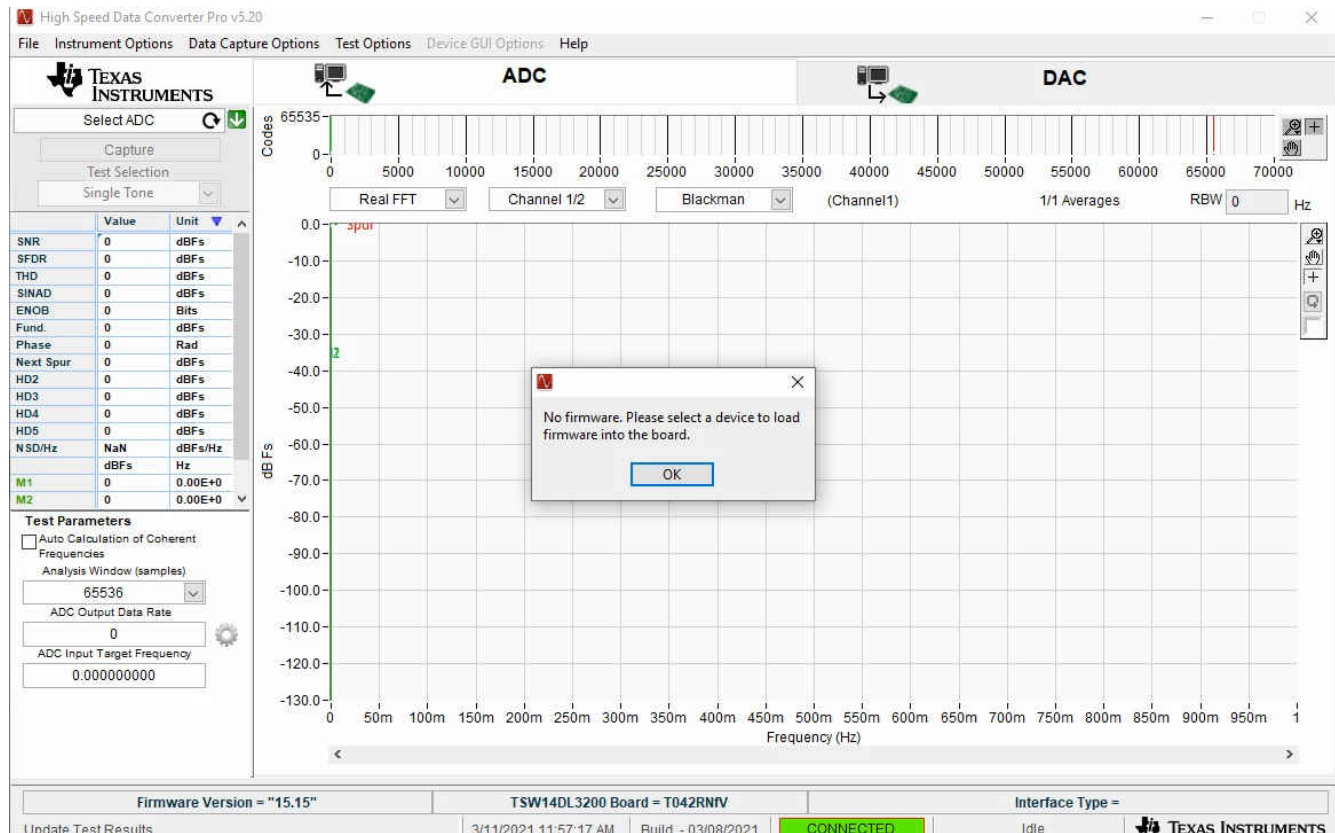 High Speed Data Converter Pro v5.20
File Instrument Options Data Capture Options Test Options Device GUI Options Help
TEXAS
INSTRUMENTS
ADC
DAC
Select ADC
Capture
Test Selection
Single Tone
Codes
65535
0
0 5000 10000 15000 20000 25000 30000 35000 40000 45000 50000 55000 60000 65000 70000
Real FFT Channel 1/2 Blackman (Channel1) 1/1 Averages RBW 0 Hz
Value Unit
SNR 0 dBFs
SFDR 0 dBFs
THD 0 dBFs
SINAD 0 dBFs
ENOB 0 Bits
Fund. 0 dBFs
Phase 0 Rad
Next Spur 0 dBFs
HD2 0 dBFs
HD3 0 dBFs
HD4 0 dBFs
HD5 0 dBFs
NSD/Hz NaN dBFs/Hz
dBFs Hz
M1 0 0.00E+0
M2 0 0.00E+0
Test Parameters
Auto Calculation of Coherent
Frequencies
Analysis Window (samples)
65536
ADC Output Data Rate
0
ADC Input Target Frequency
0.000000000
dB Fs
0.0
-10.0
-20.0
-30.0
-40.0
-50.0
-60.0
-70.0
-80.0
-90.0
-100.0
-110.0
-120.0
-130.0
Spur
2
No firmware. Please select a device to load
firmware into the board.
OK
0 50m 100m 150m 200m 250m 300m 350m 400m 450m 500m 550m 600m 650m 700m 750m 800m 850m 900m 950m 1
Frequency (Hz)
Firmware Version = "15.15" TSW14DL3200 Board = T042RNfV Interface Type =
Update Test Results 3/11/2021 11:57:17 AM Build - 03/08/2021 CONNECTED Idle TEXAS INSTRUMENTS